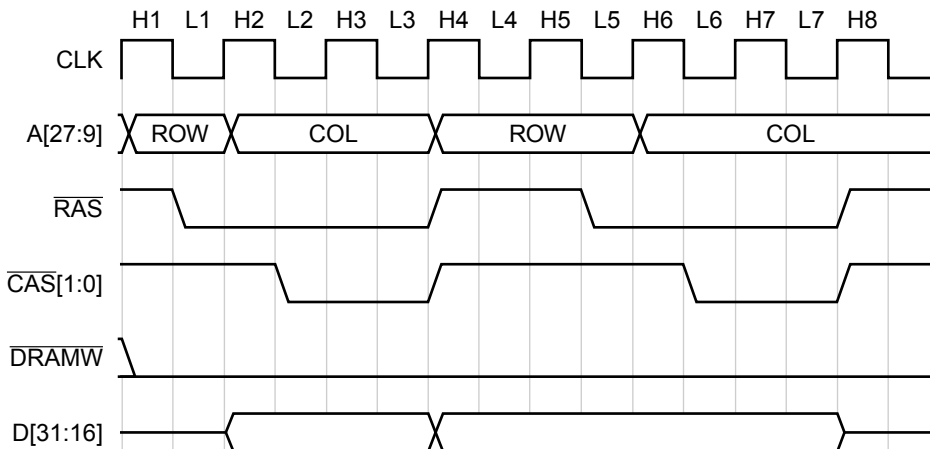 H1 L1 H2 L2 H3 L3 H4 L4 H5 L5 H6 L6 H7 L7 H8
CLK
A[27:9] ROW COL ROW COL
RAS
CAS[1:0]
DRAMW
D[31:16]